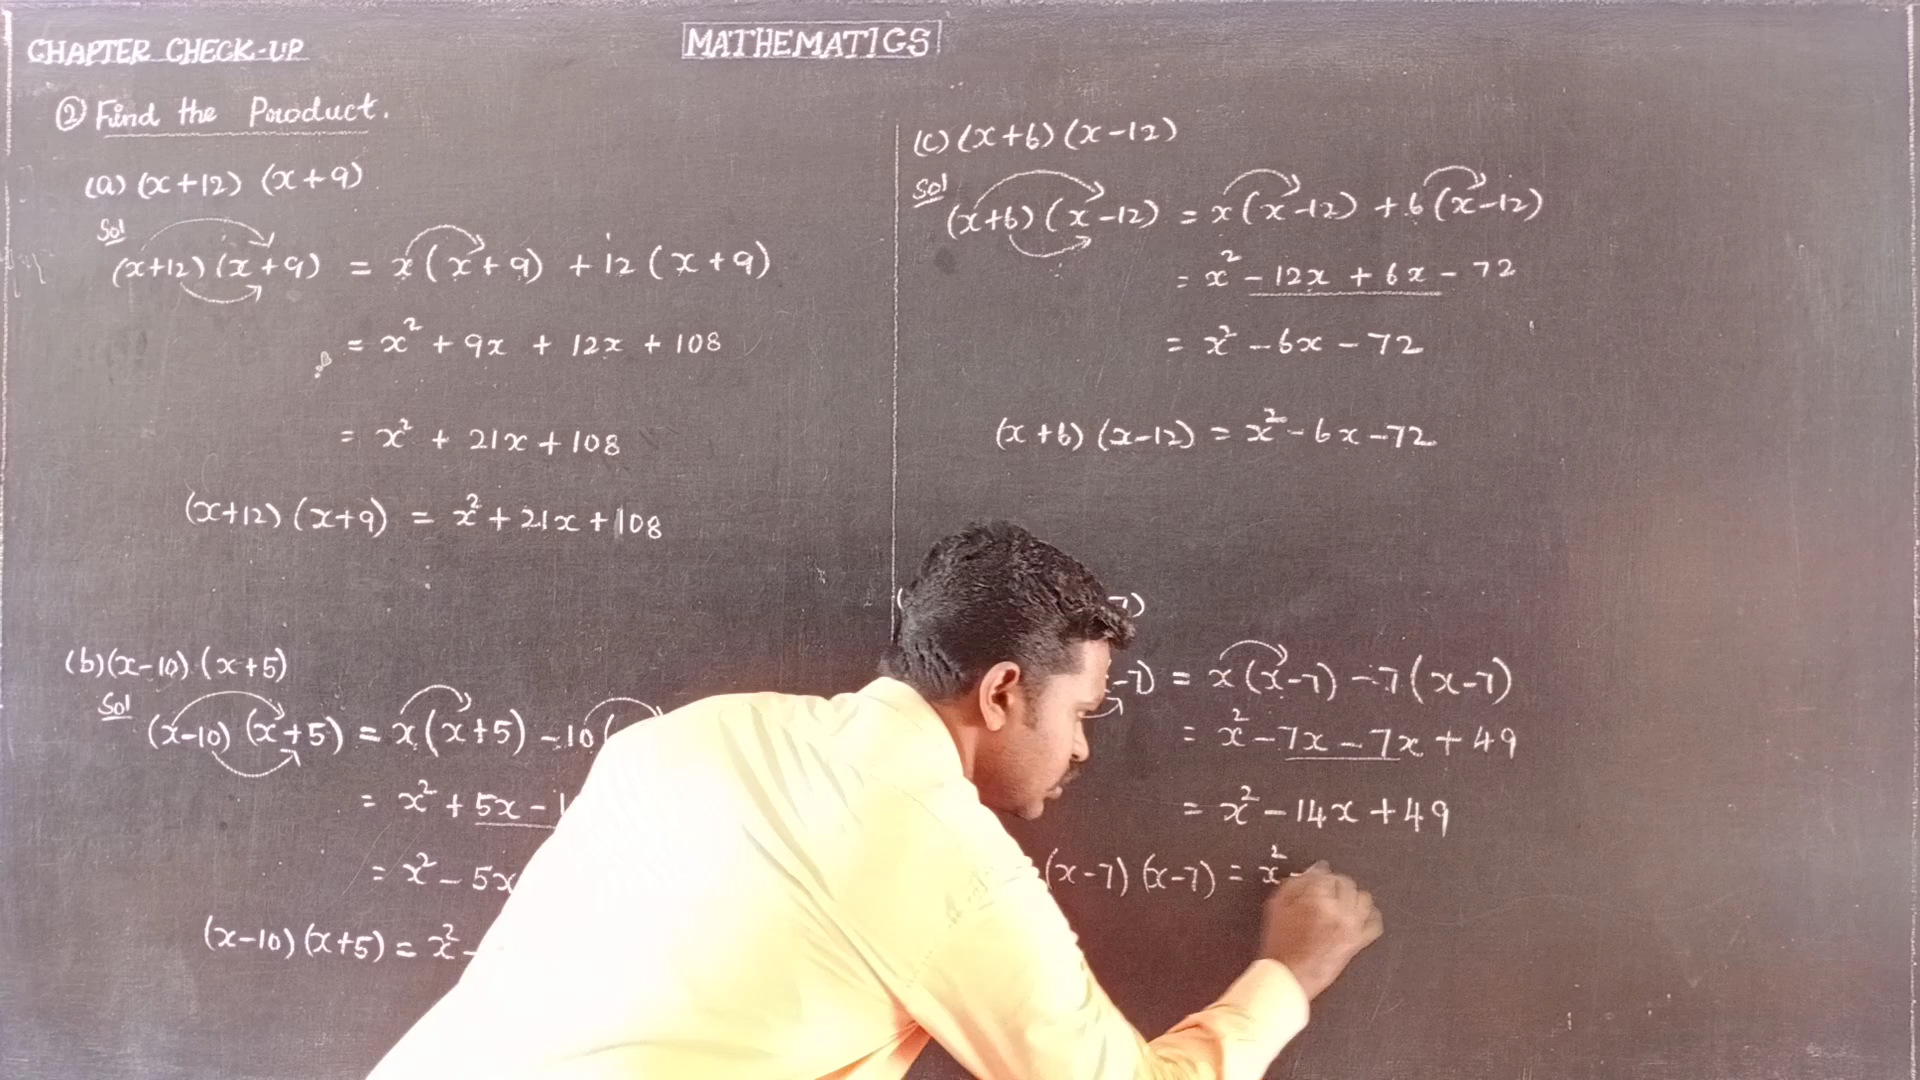 MATHEMATICS
CHAPTER CHECK-UP
② Find the Product.
(a) (x+12) (x+9)
Sol
(x+12) (x+9) = x(x+9) + 12(x+9)
= x² + 9x + 12x + 108
= x² + 21x + 108
(x+12) (x+9) = x² + 21x + 108
(b) (x-10) (x+5)
Sol
(x-10) (x+5) = x(x+5) - 10(
= x² + 5x - 1
= x² - 5x
(x-10) (x+5) = x² -
(c) (x+6) (x-12)
Sol
(x+6) (x-12) = x(x-12) + 6(x-12)
= x² - 12x + 6x - 72
= x² - 6x - 72
(x+6) (x-12) = x² - 6x - 72
7)
-7) = x(x-7) - 7(x-7)
= x² - 7x - 7x + 49
= x² - 14x + 49
(x-7) (x-7) = x² -